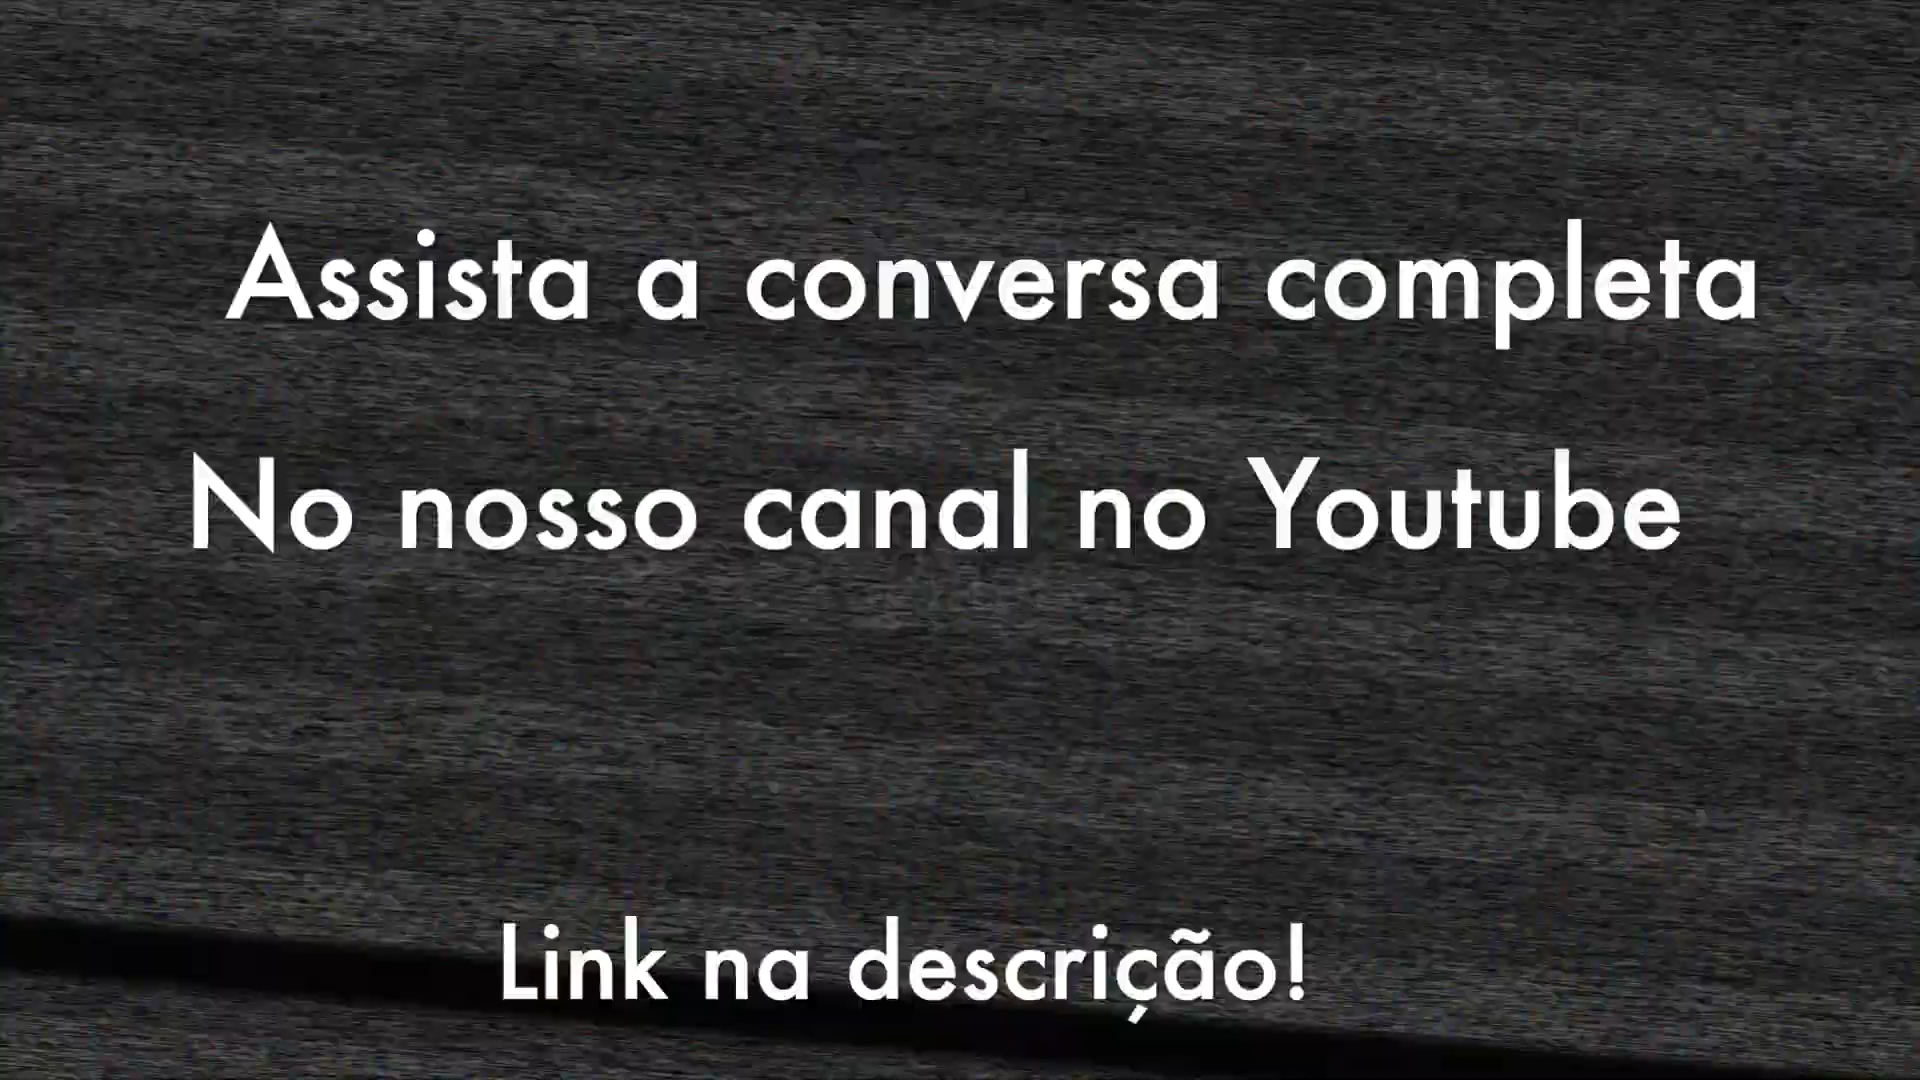 Assista a conversa completa
No nosso canal no Youtube
Link na descrição!